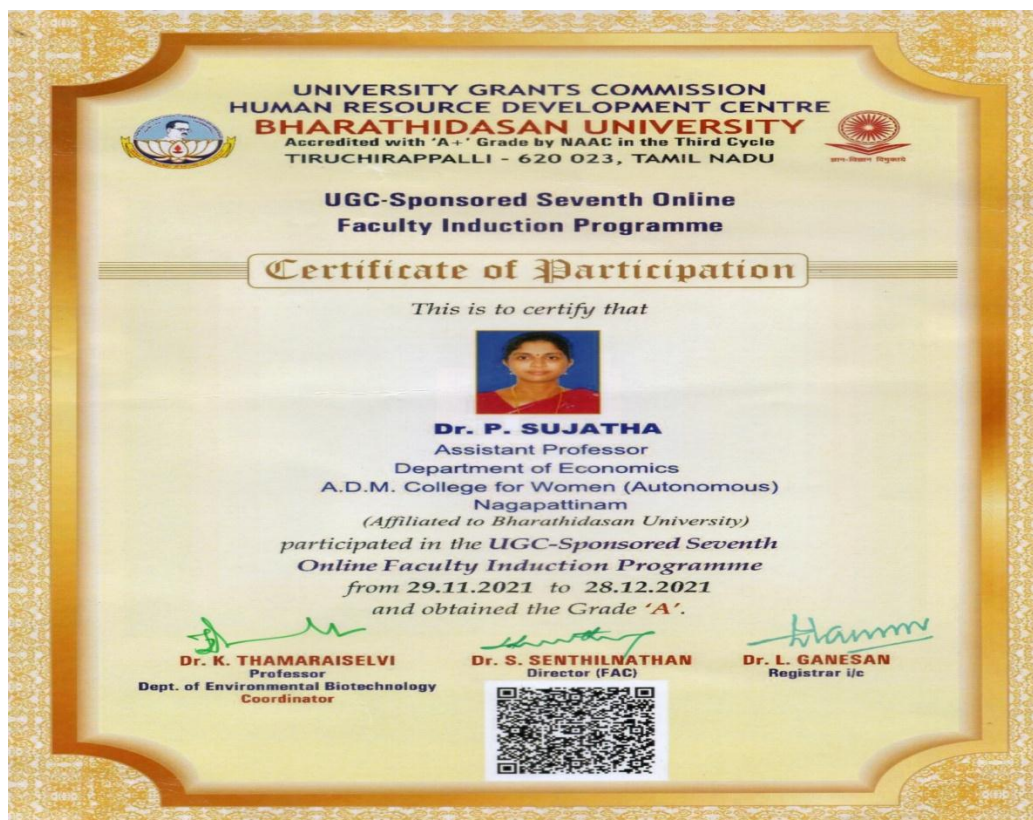 UNIVERSITY GRANTS COMMISSION
HUMAN RESOURCE DEVELOPMENT CENTRE
BHARATHIDASAN UNIVERSITY
Accredited with 'A+' Grade by NAAC in the Third Cycle
TIRUCHIRAPPALLI - 620 023, TAMIL NADU
ज्ञान-विज्ञान विमुक्तये
UGC-Sponsored Seventh Online
Faculty Induction Programme
Certificate of Participation
This is to certify that
Dr. P. SUJATHA
Assistant Professor
Department of Economics
A.D.M. College for Women (Autonomous)
Nagapattinam
(Affiliated to Bharathidasan University)
participated in the UGC-Sponsored Seventh
Online Faculty Induction Programme
from 29.11.2021 to 28.12.2021
and obtained the Grade 'A'.
Dr. K. THAMARAISELVI
Professor
Dept. of Environmental Biotechnology
Coordinator
Dr. S. SENTHILNATHAN
Director (FAC)
Dr. L. GANESAN
Registrar i/c